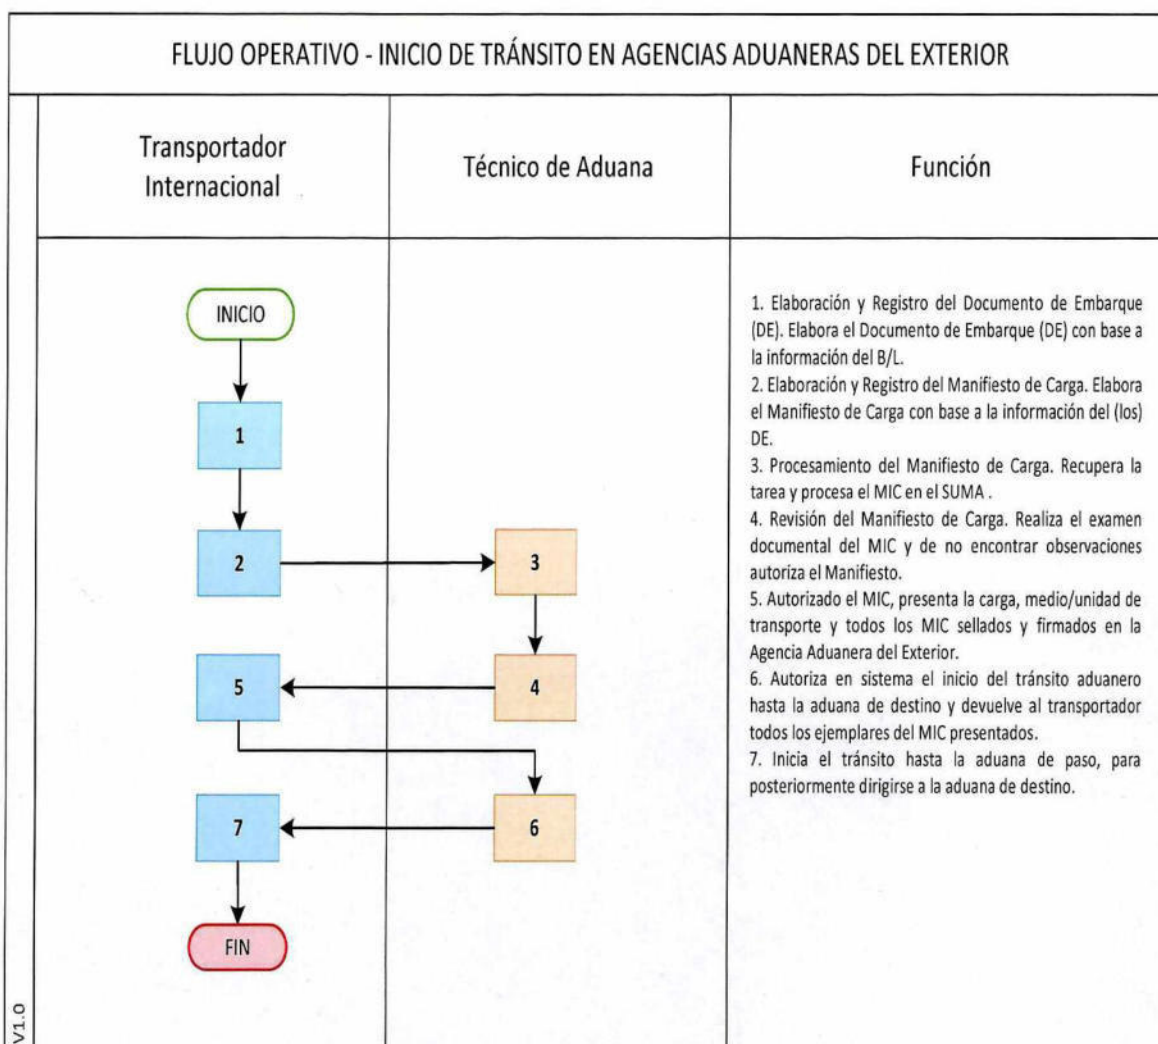 FLUJO OPERATIVO - INICIO DE TRÁNSITO EN AGENCIAS ADUANERAS DEL EXTERIOR
Transportador
Internacional
Técnico de Aduana
Función
INICIO
1
2
3
5
4
7
6
FIN
1. Elaboración y Registro del Documento de Embarque
(DE). Elabora el Documento de Embarque (DE) con base a
la información del B/L.
2. Elaboración y Registro del Manifiesto de Carga. Elabora
el Manifiesto de Carga con base a la información del (los)
DE.
3. Procesamiento del Manifiesto de Carga. Recupera la
tarea y procesa el MIC en el SUMA .
4. Revisión del Manifiesto de Carga. Realiza el examen
documental del MIC y de no encontrar observaciones
autoriza el Manifiesto.
5. Autorizado el MIC, presenta la carga, medio/unidad de
transporte y todos los MIC sellados y firmados en la
Agencia Aduanera del Exterior.
6. Autoriza en sistema el inicio del tránsito aduanero
hasta la aduana de destino y devuelve al transportador
todos los ejemplares del MIC presentados.
7. Inicia el tránsito hasta la aduana de paso, para
posteriormente dirigirse a la aduana de destino.
V1.0